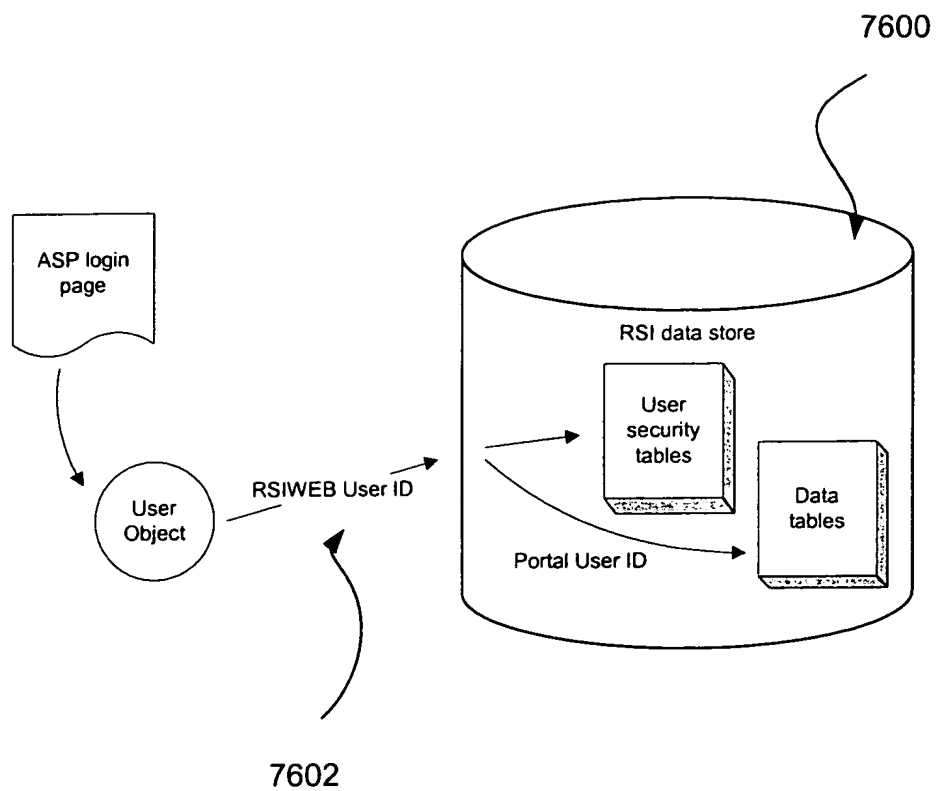 7600
ASP login
page
RSI data store
User
security
tables
RSIWEB User ID
User
Object
Data
tables
Portal User ID
7602